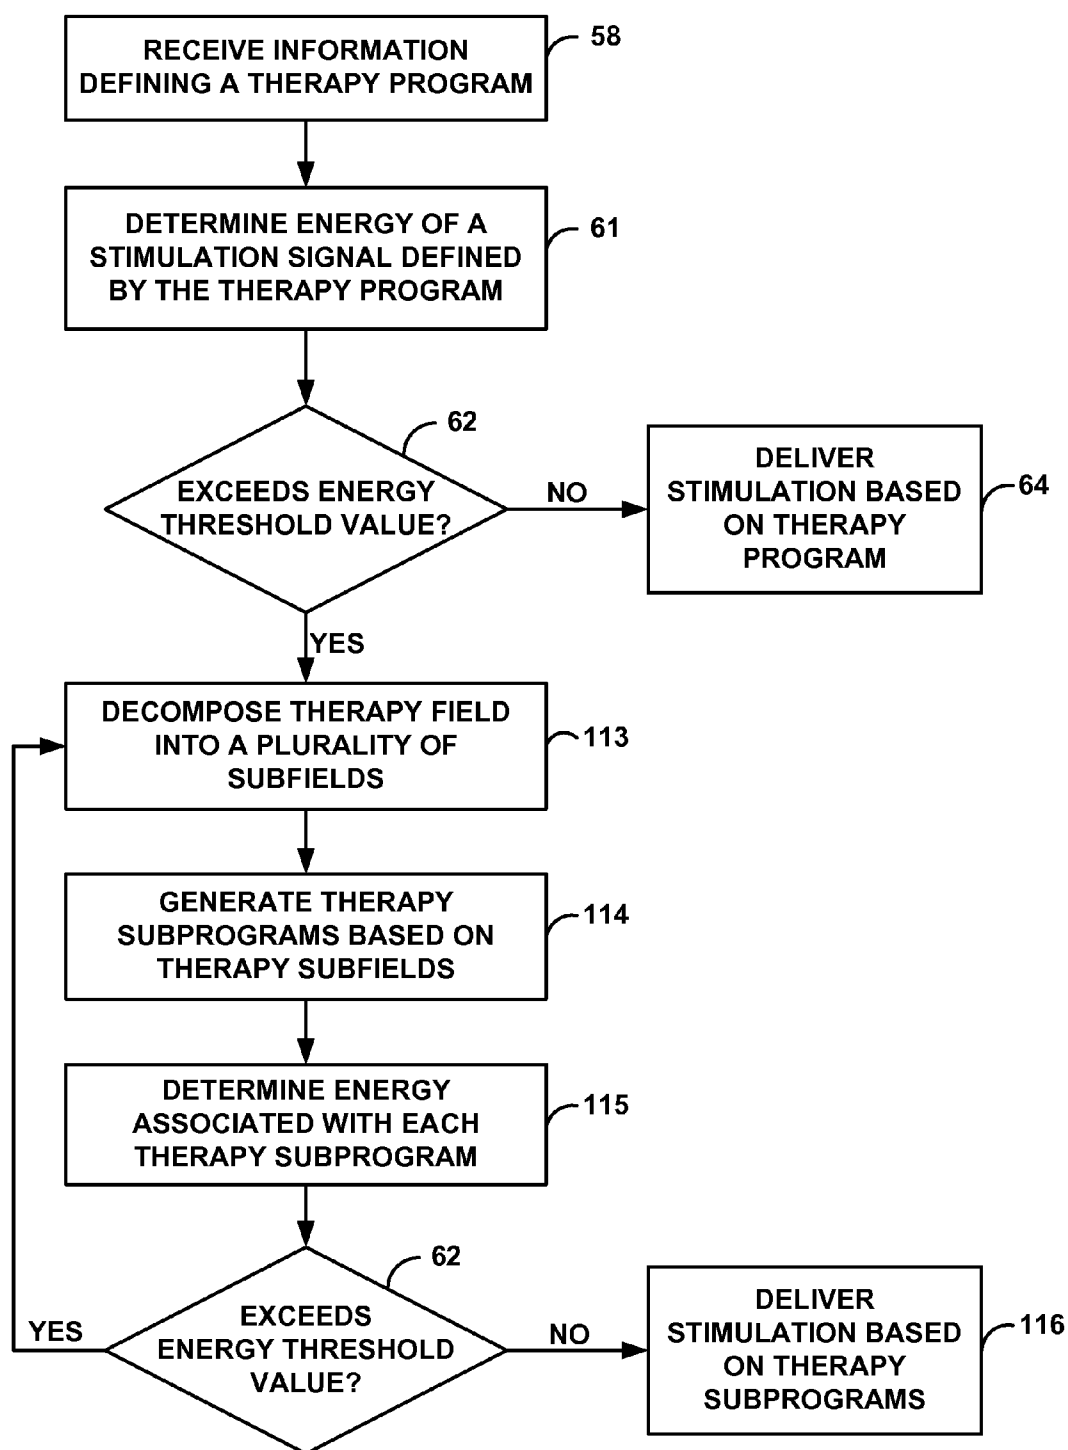 RECEIVE INFORMATION
DEFINING A THERAPY PROGRAM
58
DETERMINE ENERGY OF A
STIMULATION SIGNAL DEFINED
BY THE THERAPY PROGRAM
61
62
EXCEEDS ENERGY
THRESHOLD VALUE?
NO
DELIVER
STIMULATION BASED
ON THERAPY
PROGRAM
64
YES
DECOMPOSE THERAPY FIELD
INTO A PLURALITY OF
SUBFIELDS
113
GENERATE THERAPY
SUBPROGRAMS BASED ON
THERAPY SUBFIELDS
114
DETERMINE ENERGY
ASSOCIATED WITH EACH
THERAPY SUBPROGRAM
115
62
YES
EXCEEDS
ENERGY THRESHOLD
VALUE?
NO
DELIVER
STIMULATION BASED
ON THERAPY
SUBPROGRAMS
116